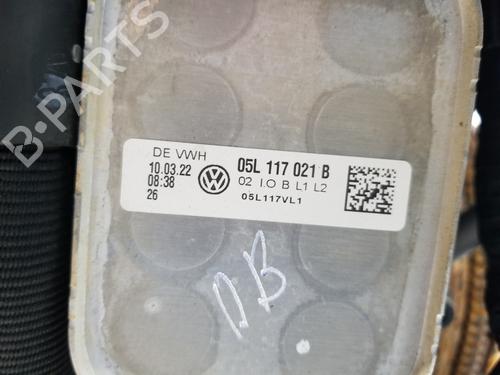 B-PARTS
DE VWH
10.03.22
08:38
26
05L 117 021 B
02 I.O B L1 L2
05L117VL1